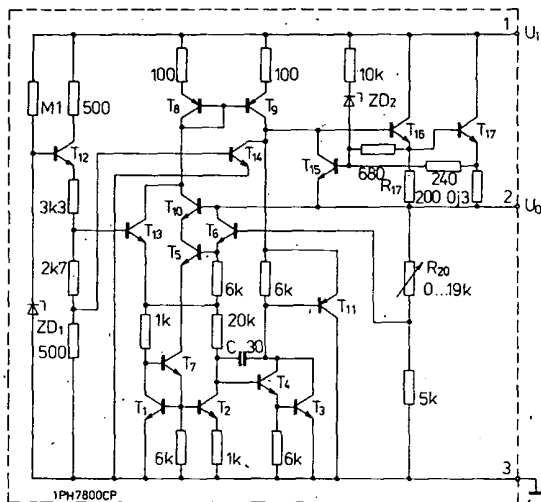 1 U₁
100 100 10k
M1 500 T₈ T₉ ZD₂
T₁₂ T₁₄ T₁₆ T₁₇
T₁₅ 680 240
R₁₇ 200 0j3
3k3 T₁₀ 2 U₀
T₁₃ T₅ T₆
2k7 6k 6k R₂₀
0...19k
T₁₁
1k 20k
ZD₁ C 30
500 T₇ T₄ 5k
T₁ T₂ T₃
6k 1k 6k
3
1PH7800CP